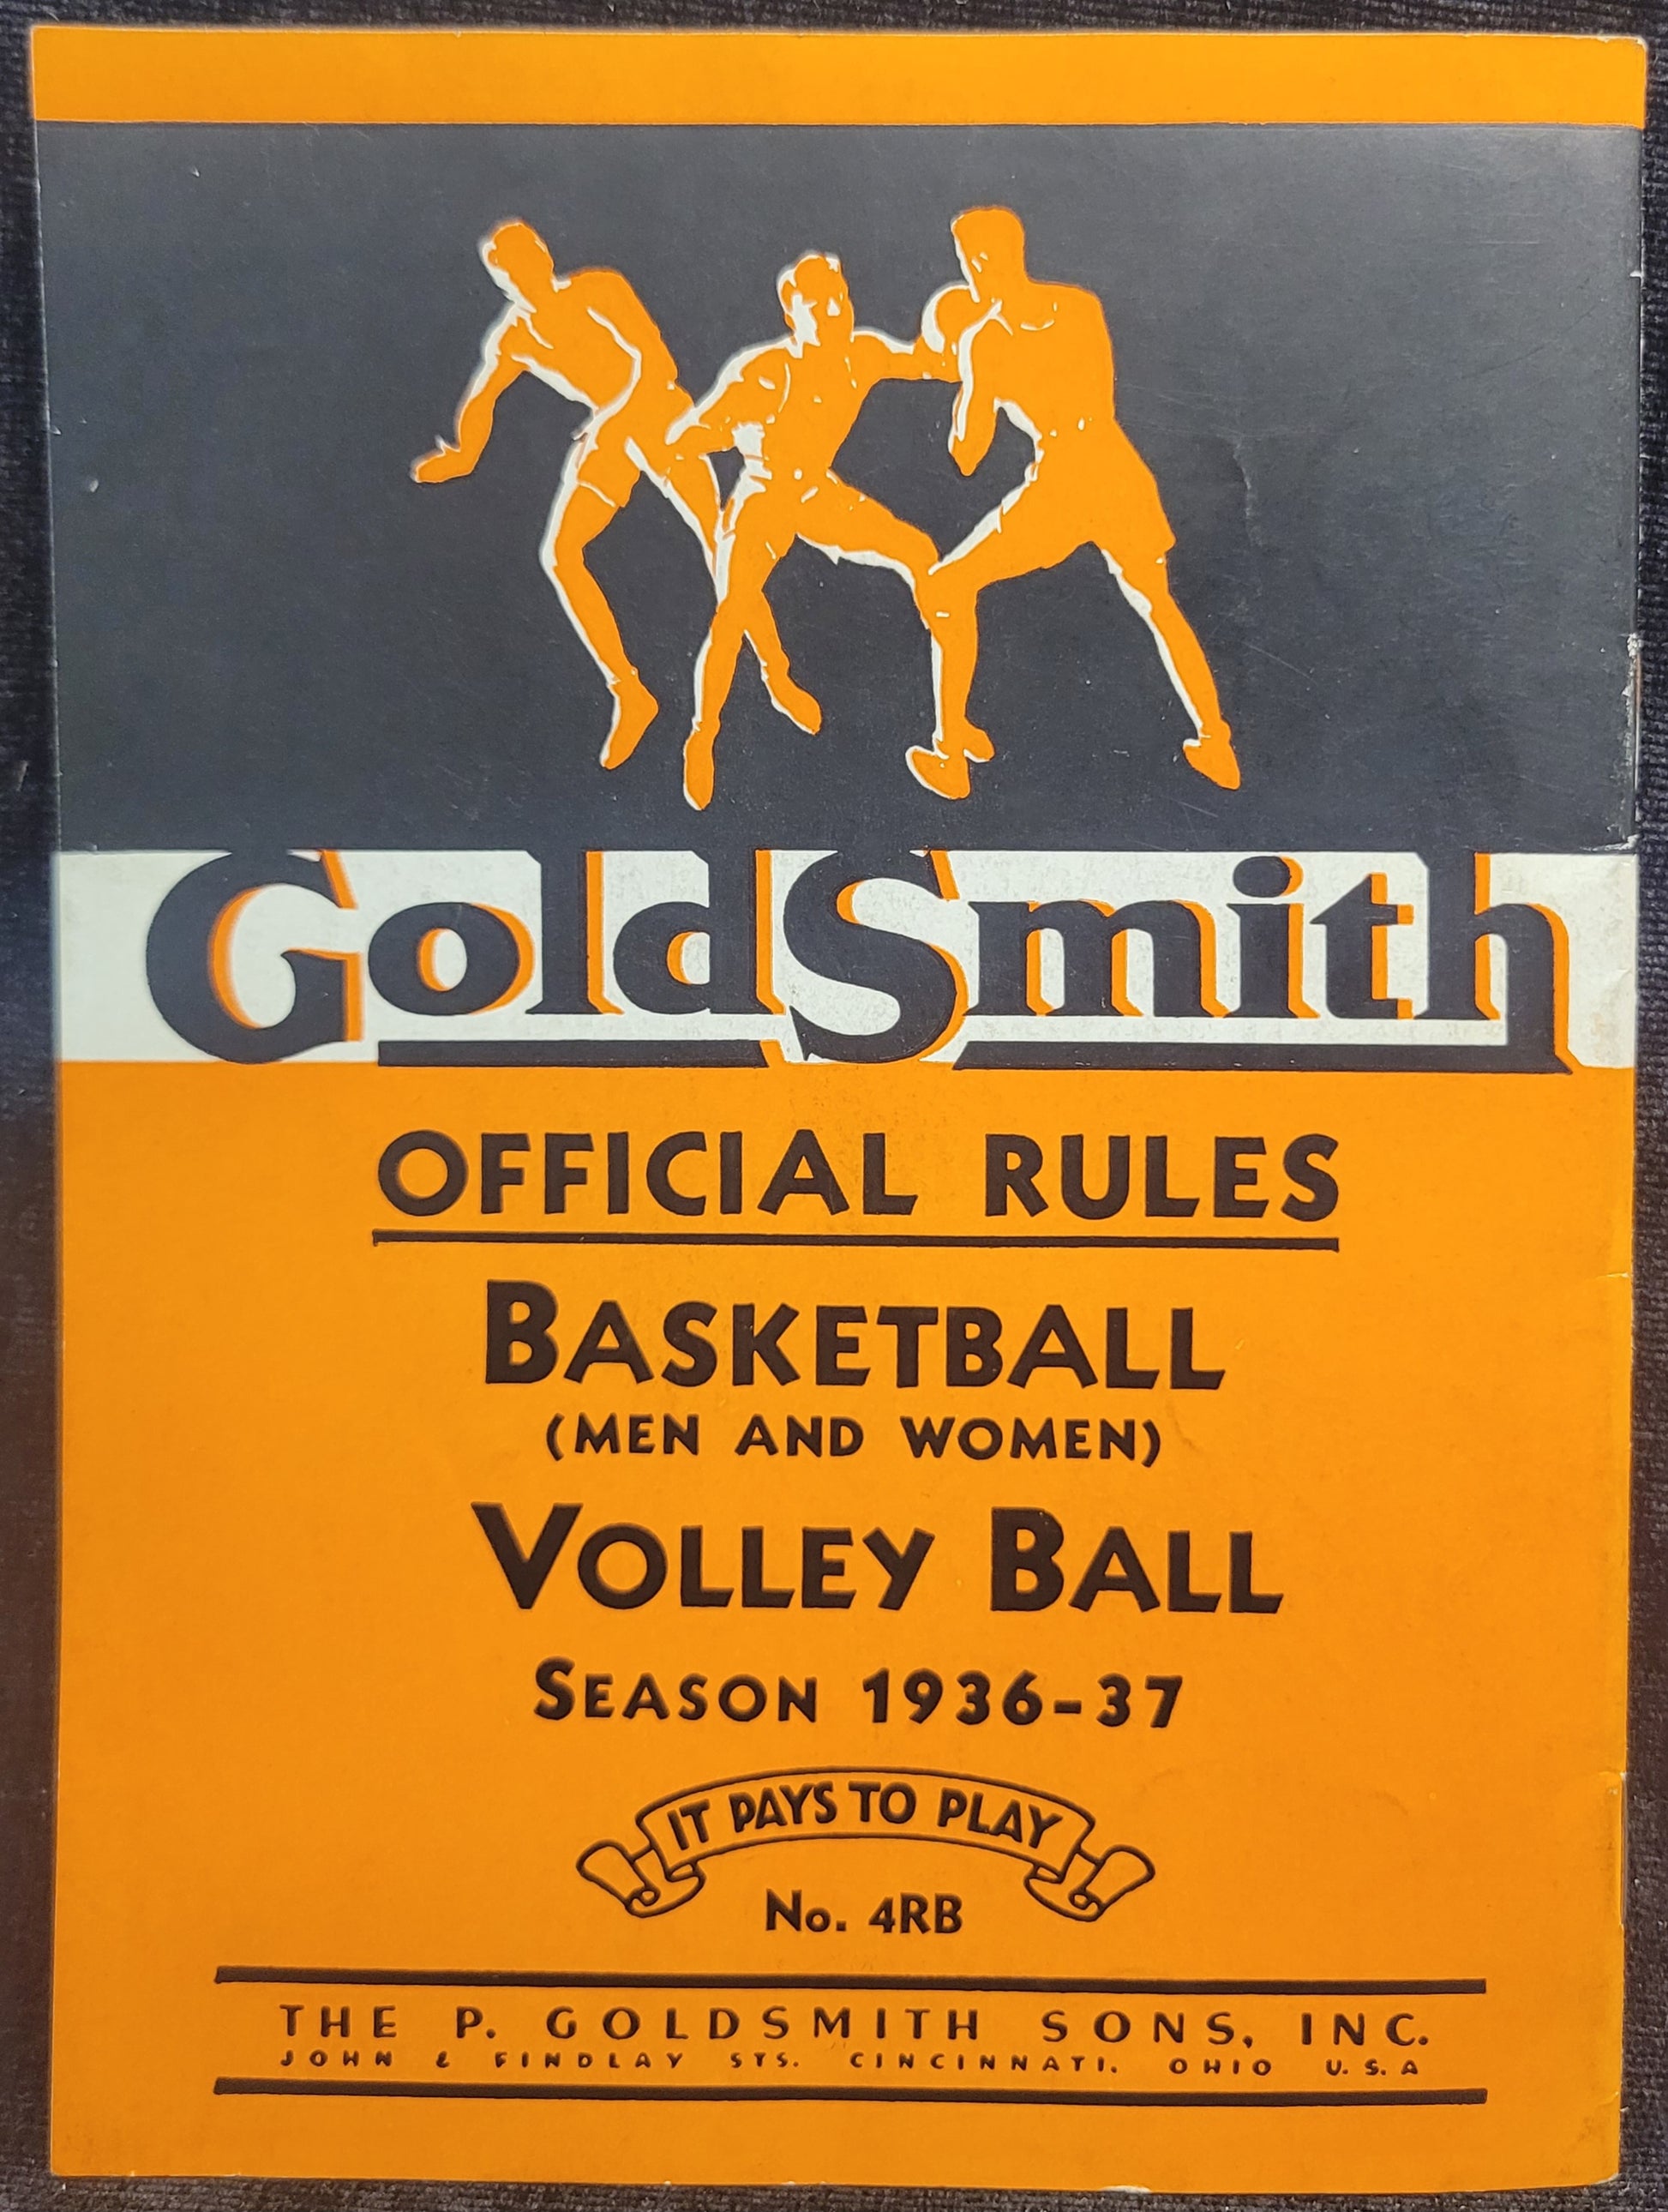 GoldSmith
OFFICIAL RULES
BASKETBALL
(MEN AND WOMEN)
VOLLEY BALL
SEASON 1936-37
IT PAYS TO PLAY
No. 4RB
THE P. GOLDSMITH SONS, INC.
JOHN & FINDLAY STS. CINCINNATI, OHIO U.S.A